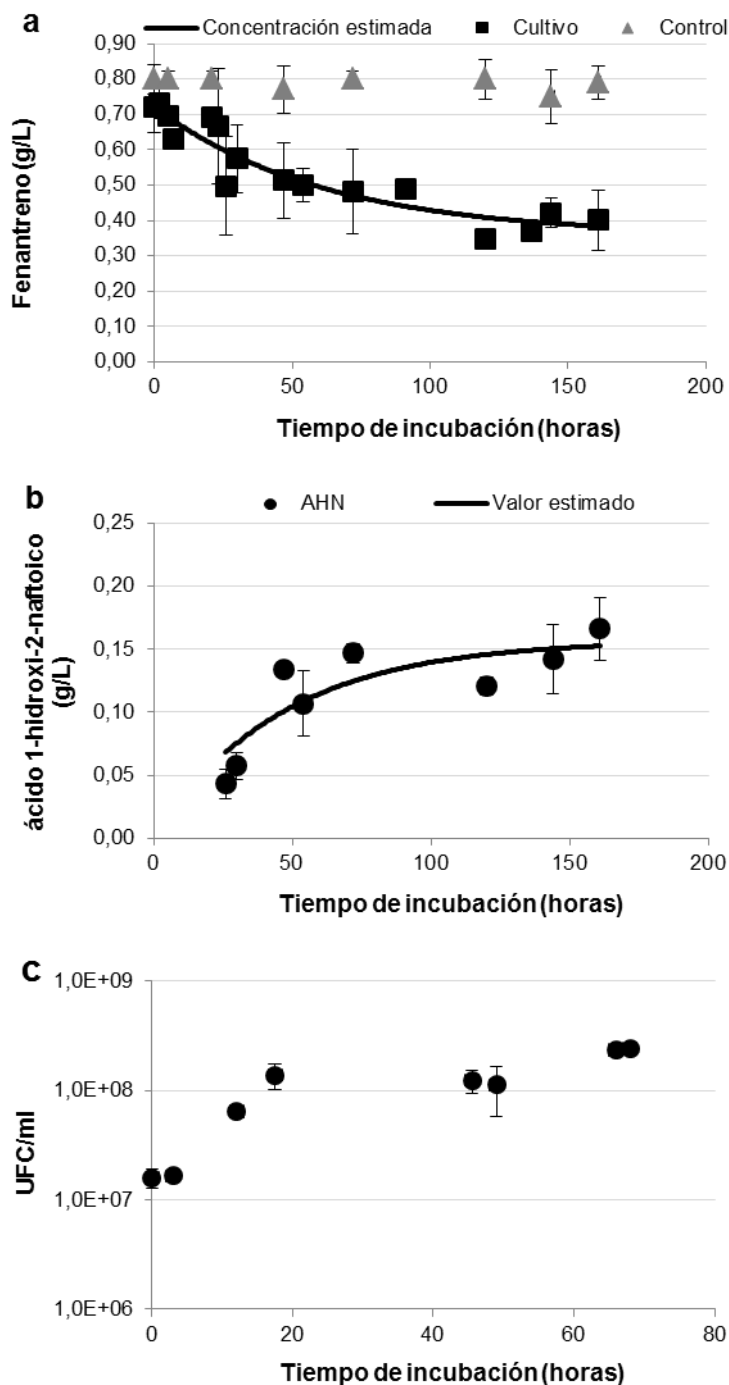 a
Concentración estimada Cultivo Control
0,90
0,80
0,70
0,60
0,50
0,40
0,30
0,20
0,10
0,00
Fenantreno (g/L)
0 50 100 150 200
Tiempo de incubación (horas)
b
AHN Valor estimado
0,25
0,20
0,15
0,10
0,05
0,00
ácido 1-hidroxi-2-naftoico
(g/L)
0 50 100 150 200
Tiempo de incubación (horas)
c
1,0E+09
1,0E+08
1,0E+07
1,0E+06
UFC/ml
0 20 40 60 80
Tiempo de incubación (horas)